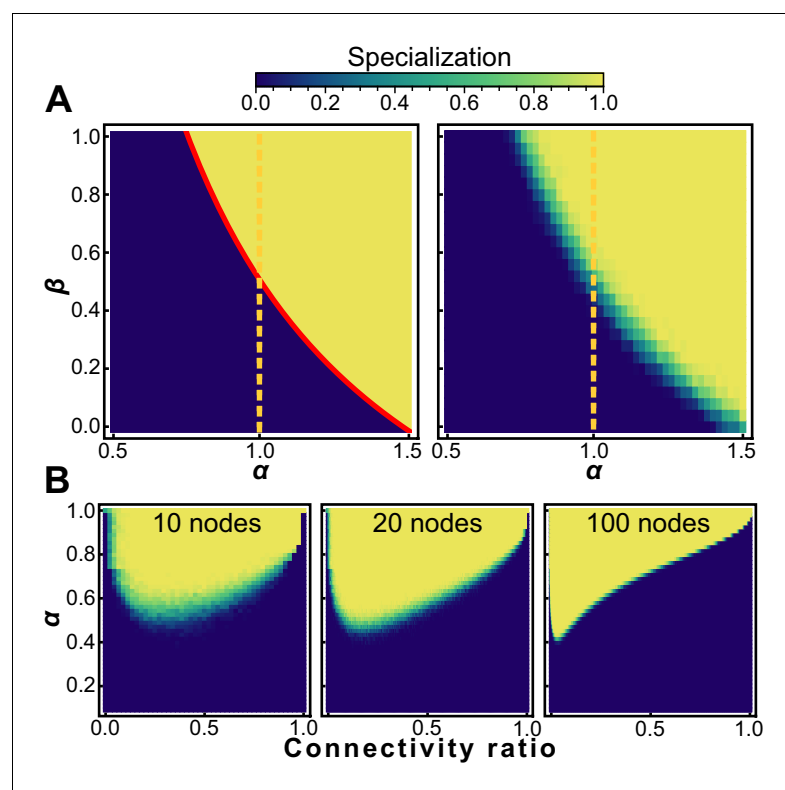 Specialization
0.0 0.2 0.4 0.6 0.8 1.0
A
1.0
0.8
0.6
β
0.4
0.2
0.0
0.5 1.0 1.5 0.5 1.0 1.5
α α
B
1.0 10 nodes 20 nodes 100 nodes
0.8
α 0.6
0.4
0.2
0.0 0.5 1.0 0.5 1.0 0.5 1.0
Connectivity ratio